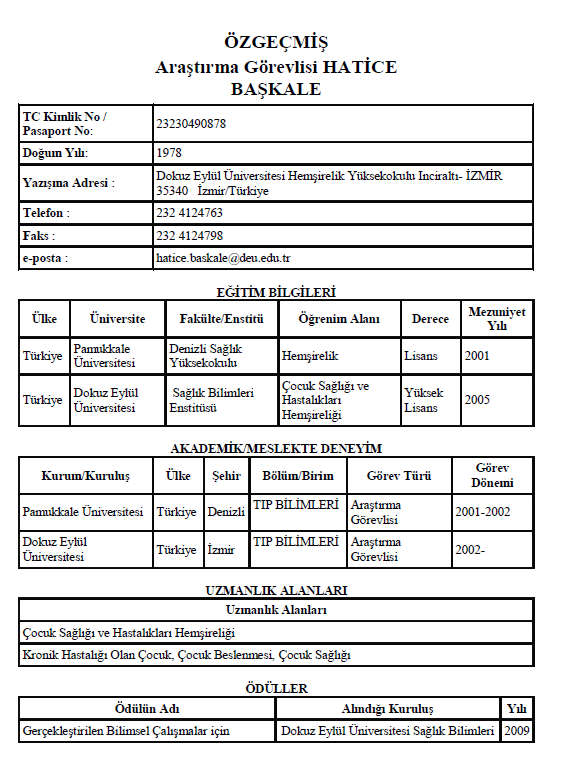 ÖZGEÇMİŞ
Araştırma Görevlisi HATİCE
BAŞKALE
TC Kimlik No /
Pasaport No:
23230490878
Doğum Yılı:
1978
Yazışma Adresi :
Dokuz Eylül Üniversitesi Hemşirelik Yüksekokulu Inciraltı- İZMİR
35340 İzmir/Türkiye
Telefon :
232 4124763
Faks :
232 4124798
e-posta :
hatice.baskale@deu.edu.tr
EĞİTİM BİLGİLERİ
Ülke
Üniversite
Fakülte/Enstitü
Öğrenim Alanı
Derece
Mezuniyet
Yılı
Türkiye
Pamukkale
Üniversitesi
Denizli Sağlık
Yüksekokulu
Hemşirelik
Lisans
2001
Türkiye
Dokuz Eylül
Üniversitesi
Sağlık Bilimleri
Enstitüsü
Çocuk Sağlığı ve
Hastalıkları
Hemşireliği
Yüksek
Lisans
2005
AKADEMİK/MESLEKTE DENEYİM
Kurum/Kuruluş
Ülke
Şehir
Bölüm/Birim
Görev Türü
Görev
Dönemi
Pamukkale Üniversitesi
Türkiye
Denizli
TIP BİLİMLERİ
Araştırma
Görevlisi
2001-2002
Dokuz Eylül
Üniversitesi
Türkiye
İzmir
TIP BİLİMLERİ
Araştırma
Görevlisi
2002-
UZMANLIK ALANLARI
Uzmanlık Alanları
Çocuk Sağlığı ve Hastalıkları Hemşireliği
Kronik Hastalığı Olan Çocuk, Çocuk Beslenmesi, Çocuk Sağlığı
ÖDÜLLER
Ödülün Adı
Alındığı Kuruluş
Yılı
Gerçekleştirilen Bilimsel Çalışmalar için
Dokuz Eylül Üniversitesi Sağlık Bilimleri
2009